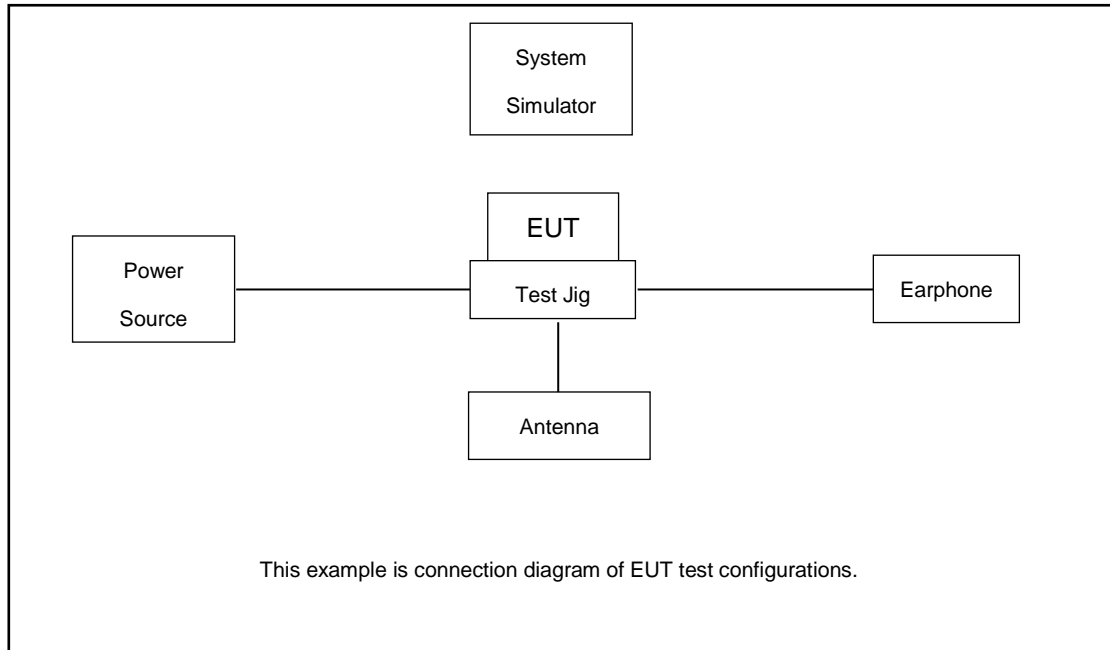 System
Simulator
EUT
Power
Source
Test Jig
Earphone
Antenna
This example is connection diagram of EUT test configurations.